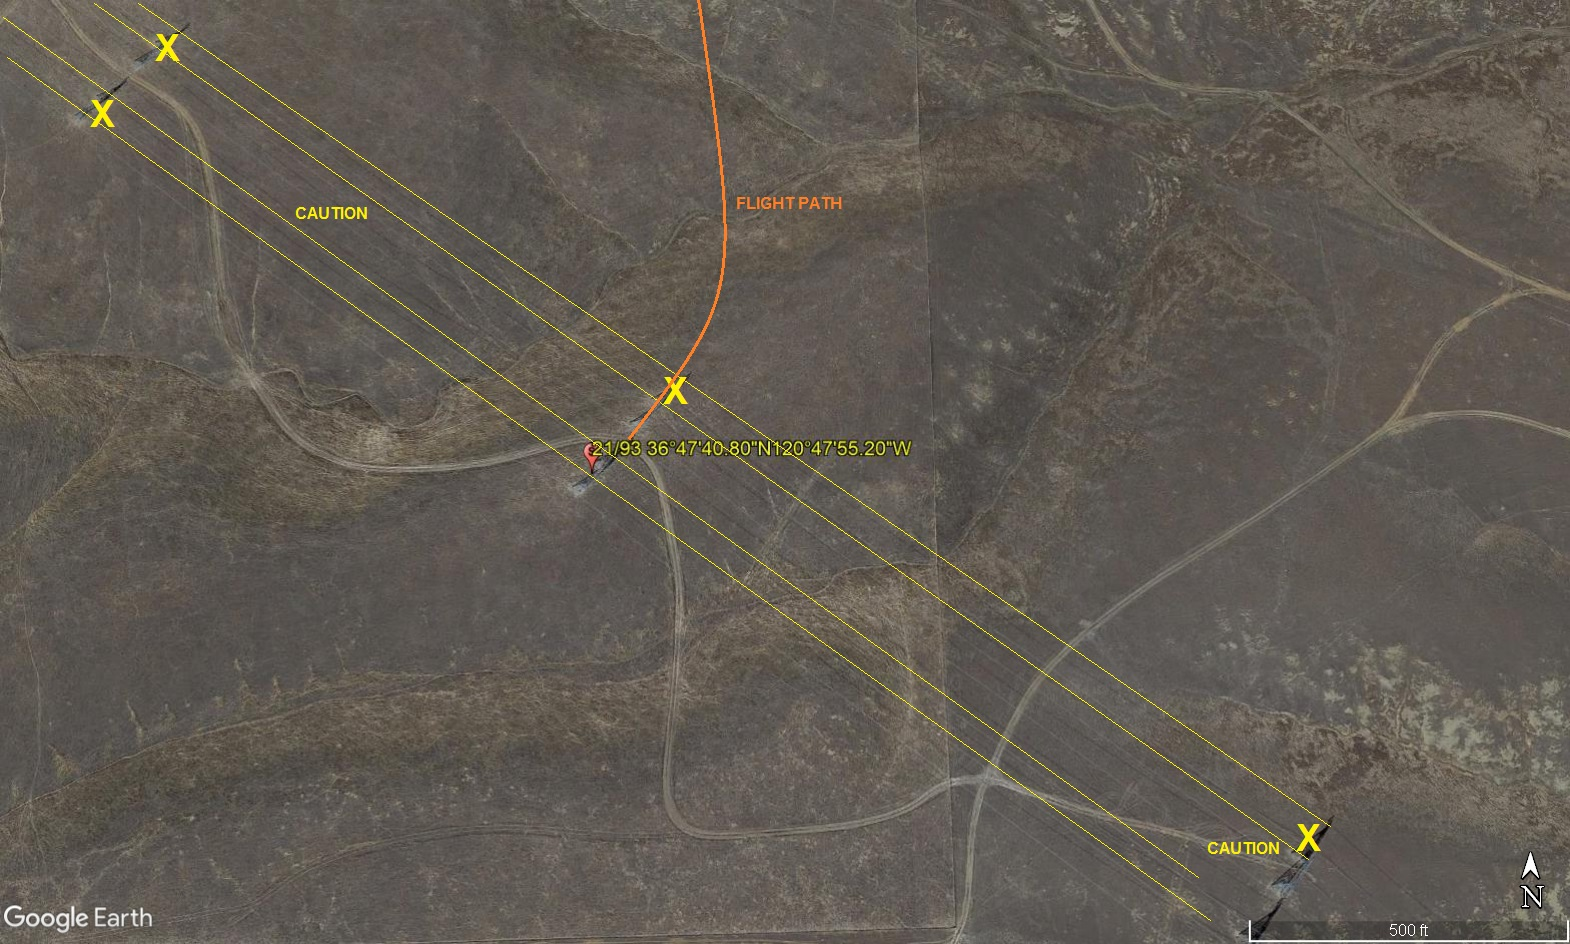 X
X
CAUTION
FLIGHT PATH
X
21/93 36°47'40.80"N120°47'55.20"W
CAUTION
X
N
Google Earth
500 ft